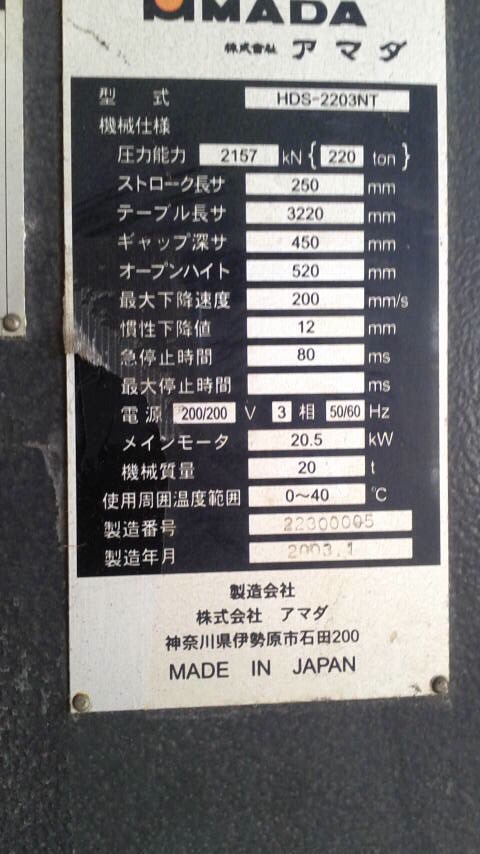 AMADA
株式会社 アマダ
型式 HDS-2203NT
機械仕様
圧力能力 2157 kN { 220 ton }
ストローク長サ 250 mm
テーブル長サ 3220 mm
ギャップ深サ 450 mm
オープンハイト 520 mm
最大下降速度 200 mm/s
慣性下降値 12 mm
急停止時間 80 ms
最大停止時間 ms
電源 200/200 V 3 相 50/60 Hz
メインモータ 20.5 kW
機械質量 20 t
使用周囲温度範囲 0～40 ℃
製造番号 22300005
製造年月 2003.1
製造会社
株式会社 アマダ
神奈川県伊勢原市石田200
MADE IN JAPAN